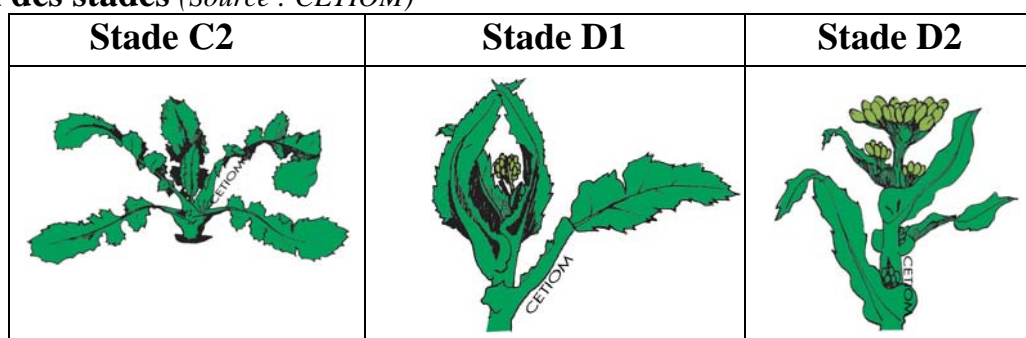 des stades (Source : CETIOM)
Stade C2 Stade D1 Stade D2
CETIOM CETIOM CETIOM